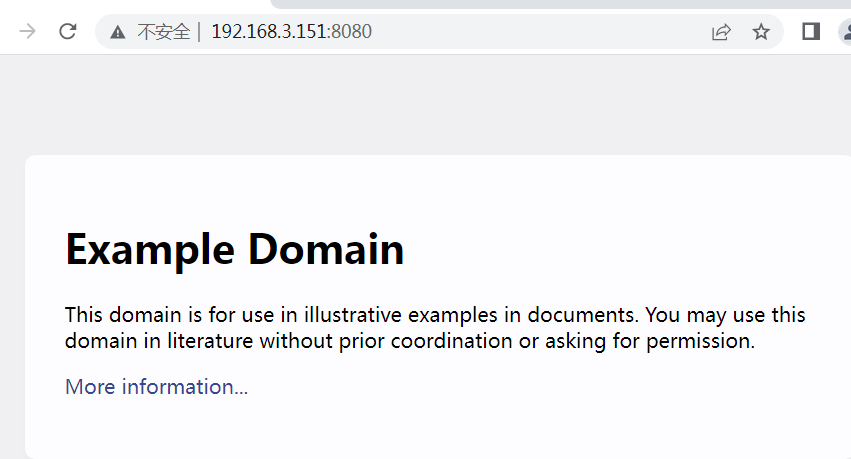 不安全 | 192.168.3.151:8080
Example Domain
This domain is for use in illustrative examples in documents. You may use this
domain in literature without prior coordination or asking for permission.
More information...